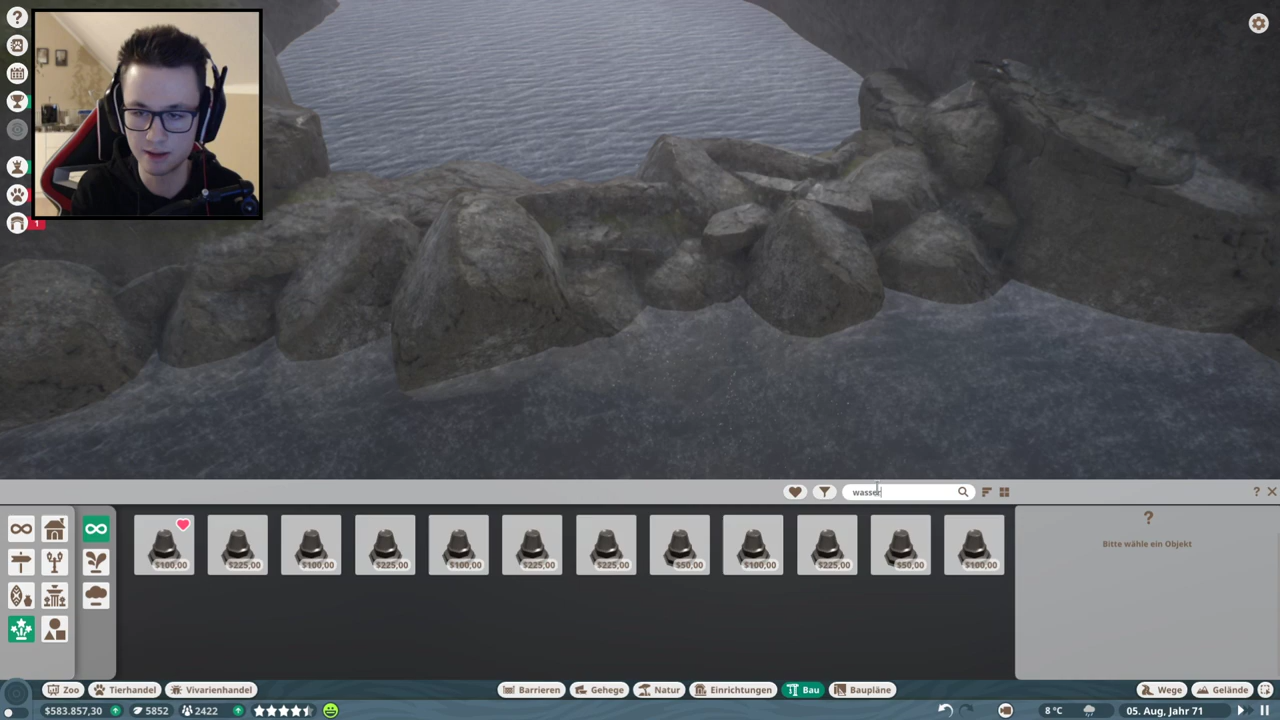 ?
1
wasser
?
$100,00 $225,00 $100,00 $225,00 $100,00 $225,00 $225,00 $50,00 $100,00 $225,00 $50,00 $100,00
?
Bitte wähle ein Objekt
Zoo Tierhandel Vivarienhandel Barrieren Gehege Natur Einrichtungen Bau Baupläne Wege Gelände
$583.857,30 5852 2422 8 °C 05. Aug, Jahr 71